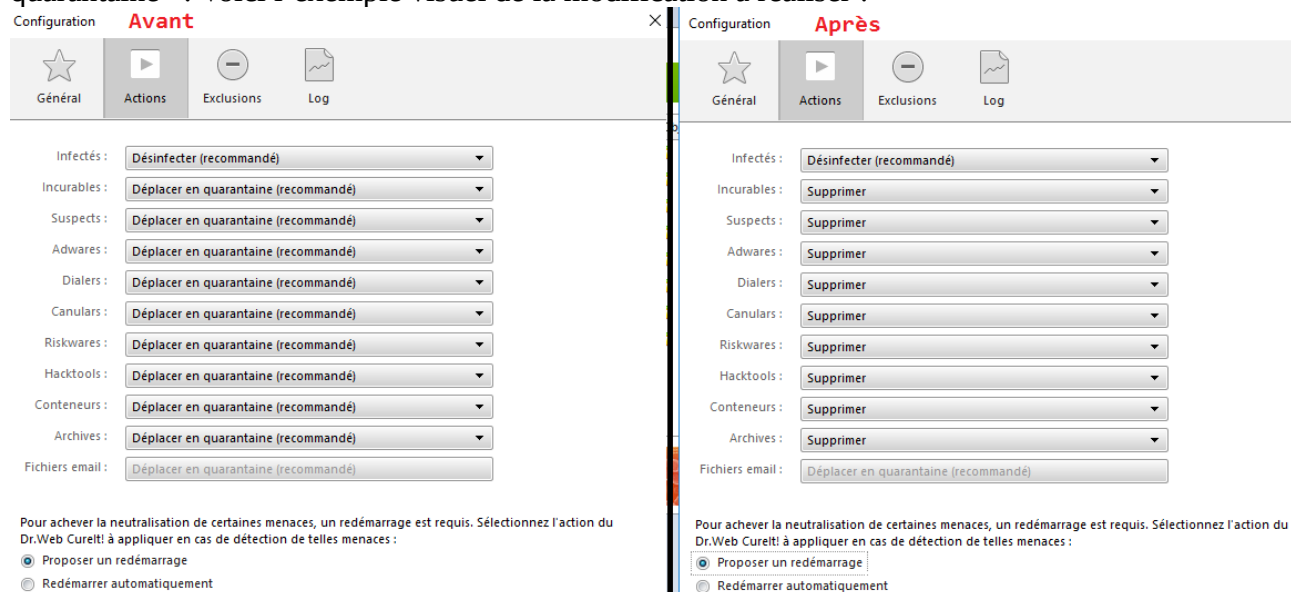 Configuration Avant
Général Actions Exclusions Log
Infectés : Désinfecter (recommandé)
Incurables : Déplacer en quarantaine (recommandé)
Suspects : Déplacer en quarantaine (recommandé)
Adwares : Déplacer en quarantaine (recommandé)
Dialers : Déplacer en quarantaine (recommandé)
Canulars : Déplacer en quarantaine (recommandé)
Riskwares : Déplacer en quarantaine (recommandé)
Hacktools : Déplacer en quarantaine (recommandé)
Conteneurs : Déplacer en quarantaine (recommandé)
Archives : Déplacer en quarantaine (recommandé)
Fichiers email : Déplacer en quarantaine (recommandé)
Pour achever la neutralisation de certaines menaces, un redémarrage est requis. Sélectionnez l'action du
Dr.Web CureIt! à appliquer en cas de détection de telles menaces :
Proposer un redémarrage
Redémarrer automatiquement
Configuration Après
Général Actions Exclusions Log
Infectés : Désinfecter (recommandé)
Incurables : Supprimer
Suspects : Supprimer
Adwares : Supprimer
Dialers : Supprimer
Canulars : Supprimer
Riskwares : Supprimer
Hacktools : Supprimer
Conteneurs : Supprimer
Archives : Supprimer
Fichiers email : Déplacer en quarantaine (recommandé)
Pour achever la neutralisation de certaines menaces, un redémarrage est requis. Sélectionnez l'action du
Dr.Web CureIt! à appliquer en cas de détection de telles menaces :
Proposer un redémarrage
Redémarrer automatiquement